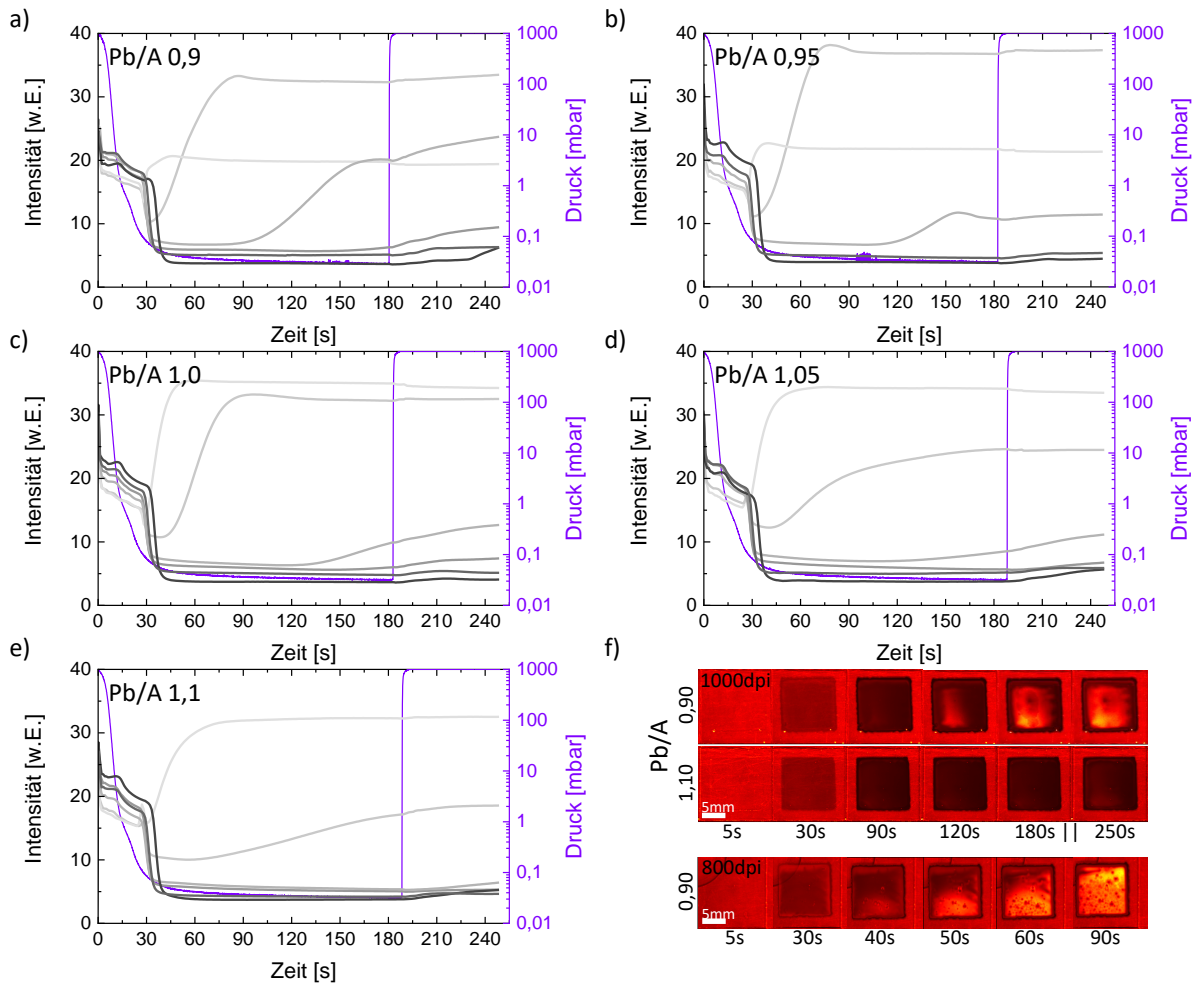 a)
Pb/A 0,9
Intensität [w.E.]
40
30
20
10
0
0 30 60 90 120 150 180 210 240
Zeit [s]
1000
100
10
1
0,1
0,01
Druck [mbar]
b)
Pb/A 0,95
Intensität [w.E.]
40
30
20
10
0
0 30 60 90 120 150 180 210 240
Zeit [s]
1000
100
10
1
0,1
0,01
Druck [mbar]
c)
Pb/A 1,0
Intensität [w.E.]
40
30
20
10
0
0 30 60 90 120 150 180 210 240
Zeit [s]
1000
100
10
1
0,1
0,01
Druck [mbar]
d)
Pb/A 1,05
Intensität [w.E.]
40
30
20
10
0
0 30 60 90 120 150 180 210 240
Zeit [s]
1000
100
10
1
0,1
0,01
Druck [mbar]
e)
Pb/A 1,1
Intensität [w.E.]
40
30
20
10
0
0 30 60 90 120 150 180 210 240
Zeit [s]
1000
100
10
1
0,1
0,01
Druck [mbar]
f)
Pb/A
1000dpi
0,90
1,10
5mm
5s 30s 90s 120s 180s || 250s
800dpi
0,90
5mm
5s 30s 40s 50s 60s 90s